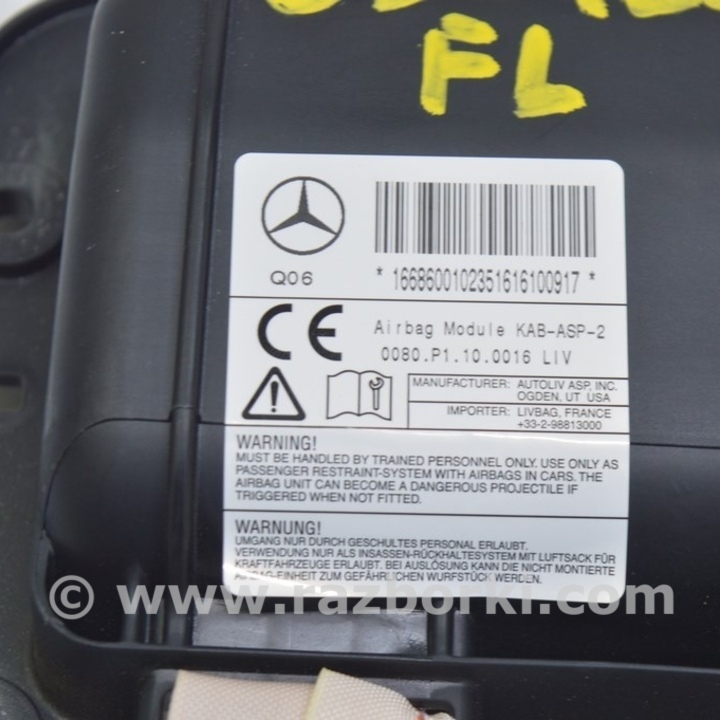 FL
Q06
* 1668600102351616100917 *
CE
Airbag Module KAB-ASP-2
0080.P1.10.0016 LIV
MANUFACTURER: AUTOLIV ASP, INC.
OGDEN, UT USA
IMPORTER: LIVBAG, FRANCE
+33-2-98813000
WARNING!
MUST BE HANDLED BY TRAINED PERSONNEL ONLY. USE ONLY AS
PASSENGER RESTRAINT-SYSTEM WITH AIRBAGS IN CARS. THE
AIRBAG UNIT CAN BECOME A DANGEROUS PROJECTILE IF
TRIGGERED WHEN NOT FITTED.
WARNUNG!
UMGANG NUR DURCH GESCHULTES PERSONAL ERLAUBT.
VERWENDUNG NUR ALS INSASSEN-RÜCKHALTESYSTEM MIT LUFTSACK FÜR
KRAFTFAHRZEUGE ERLAUBT. BEI AUSLÖSUNG KANN DIE NICHT MONTIERTE
AIRBAG-EINHEIT ZUM GEFÄHRLICHEN WURFSTÜCK WERDEN.
© www.razborki.com